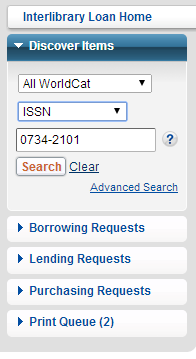 Interlibrary Loan Home
Discover Items
All WorldCat
ISSN
0734-2101
?
Search Clear
Advanced Search
Borrowing Requests
Lending Requests
Purchasing Requests
Print Queue (2)